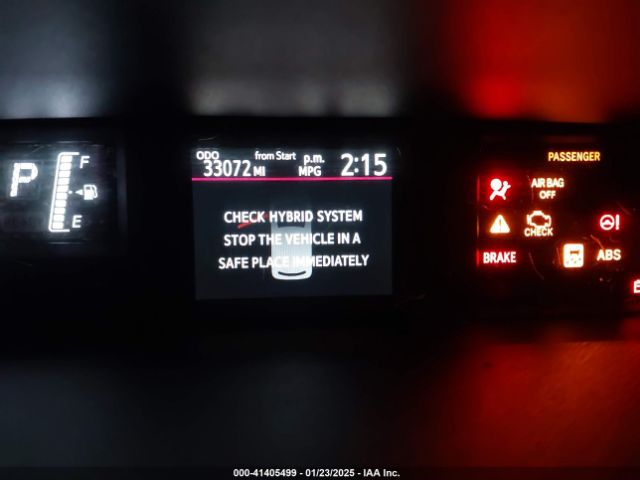 P
F
E
ODO
33072 MI
from Start
p.m.
MPG
2:15
CHECK HYBRID SYSTEM
STOP THE VEHICLE IN A
SAFE PLACE IMMEDIATELY
PASSENGER
AIR BAG
OFF
CHECK
BRAKE
ABS
000-41405499 - 01/23/2025 - IAA Inc.